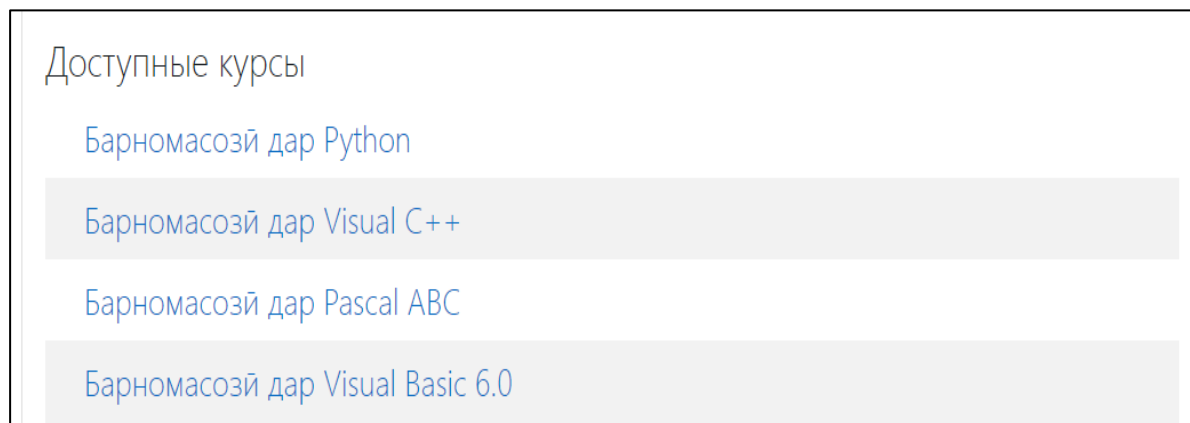 Доступные курсы
Барномасозӣ дар Python
Барномасозӣ дар Visual C++
Барномасозӣ дар Pascal ABC
Барномасозӣ дар Visual Basic 6.0